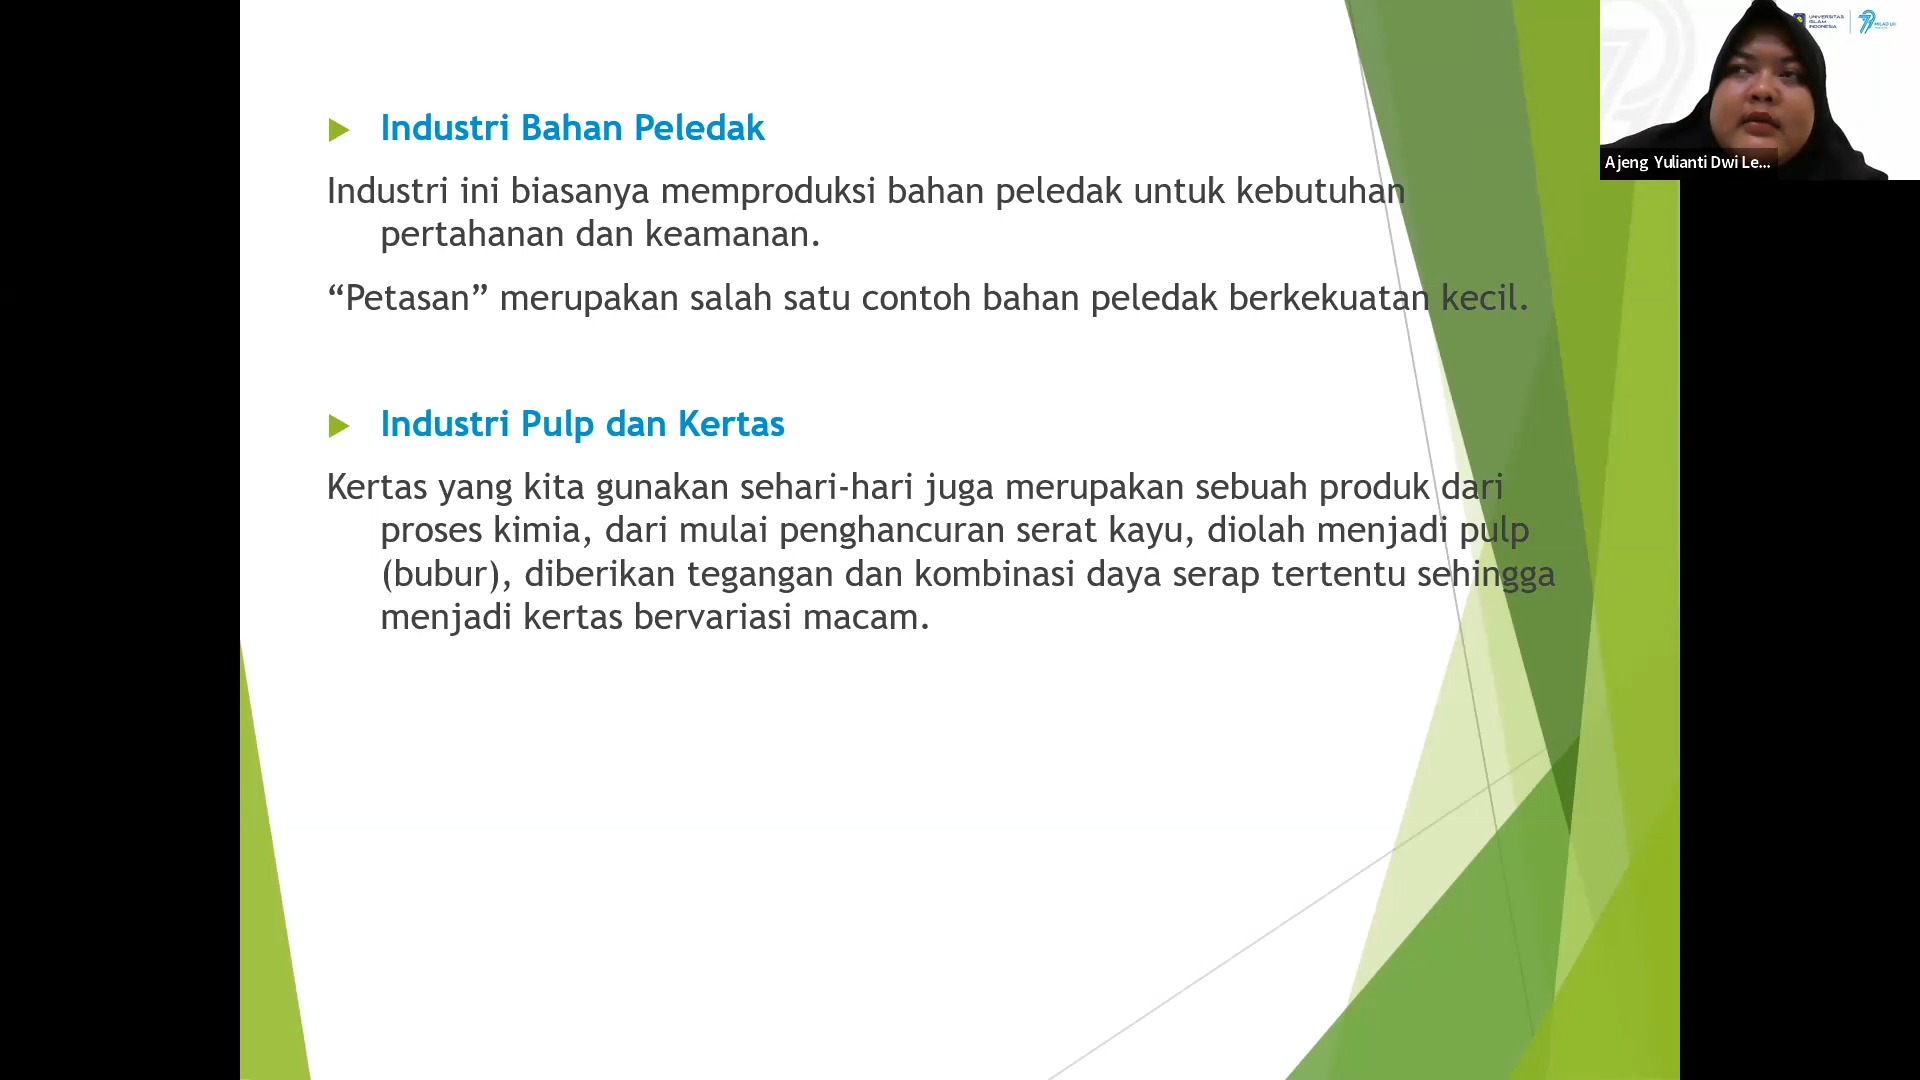 Industri Bahan Peledak
Industri ini biasanya memproduksi bahan peledak untuk kebutuhan
pertahanan dan keamanan.
“Petasan” merupakan salah satu contoh bahan peledak berkekuatan kecil.
Industri Pulp dan Kertas
Kertas yang kita gunakan sehari-hari juga merupakan sebuah produk dari
proses kimia, dari mulai penghancuran serat kayu, diolah menjadi pulp
(bubur), diberikan tegangan dan kombinasi daya serap tertentu sehingga
menjadi kertas bervariasi macam.
UNIVERSITAS
ISLAM
INDONESIA
Ajeng Yulianti Dwi Le...